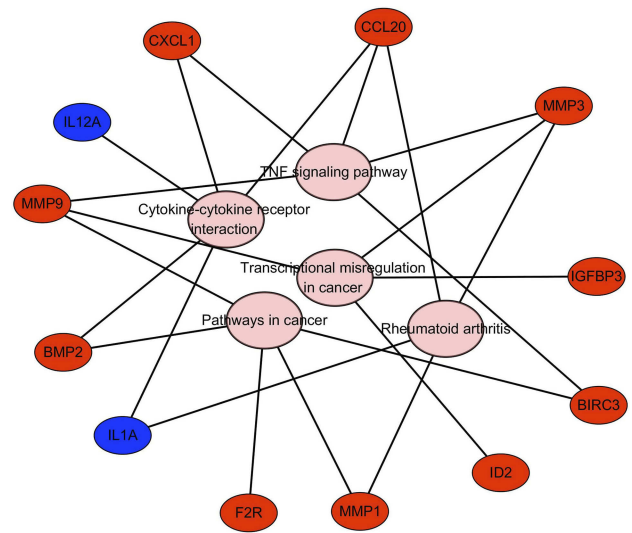 CCL20
CXCL1
MMP3
IL12A
TNF signaling pathway
MMP9
Cytokine-cytokine receptor
interaction
Transcriptional misregulation
in cancer
IGFBP3
Pathways in cancer
Rheumatoid arthritis
BMP2
BIRC3
IL1A
ID2
F2R
MMP1